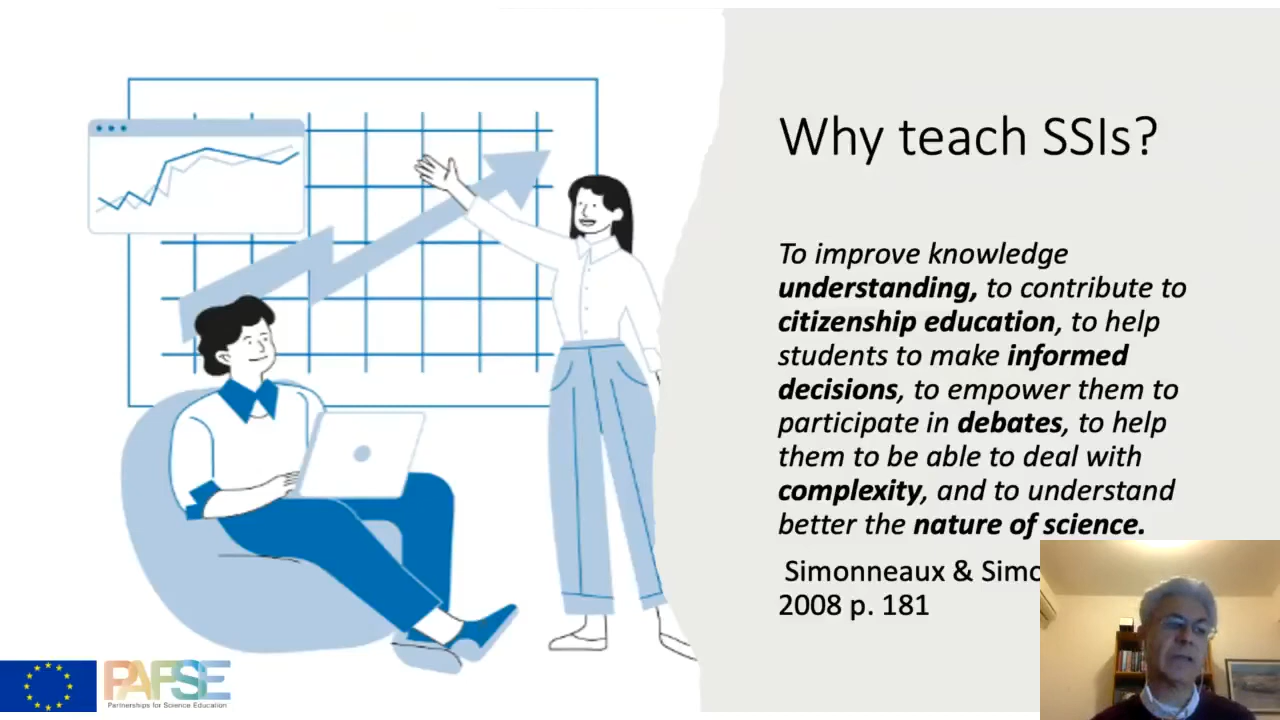 Why teach SSIs?
To improve knowledge
understanding, to contribute to
citizenship education, to help
students to make informed
decisions, to empower them to
participate in debates, to help
them to be able to deal with
complexity, and to understand
better the nature of science.
Simonneaux &
2008 p. 181
PAFSE
Partnerships for Science Education